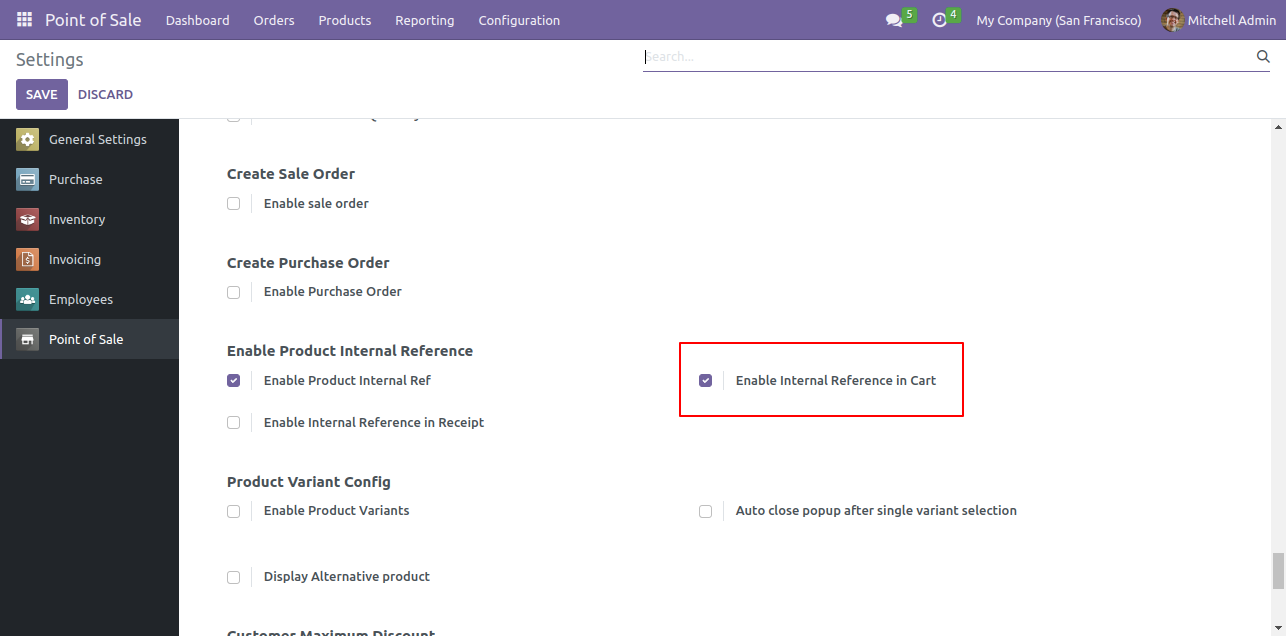 Point of Sale Dashboard Orders Products Reporting Configuration 5 4 My Company (San Francisco) Mitchell Admin
Settings
Search...
SAVE DISCARD
General Settings
Purchase
Inventory
Invoicing
Employees
Point of Sale
Create Sale Order
Enable sale order
Create Purchase Order
Enable Purchase Order
Enable Product Internal Reference
Enable Product Internal Ref Enable Internal Reference in Cart
Enable Internal Reference in Receipt
Product Variant Config
Enable Product Variants Auto close popup after single variant selection
Display Alternative product
Customer Maximum Discount